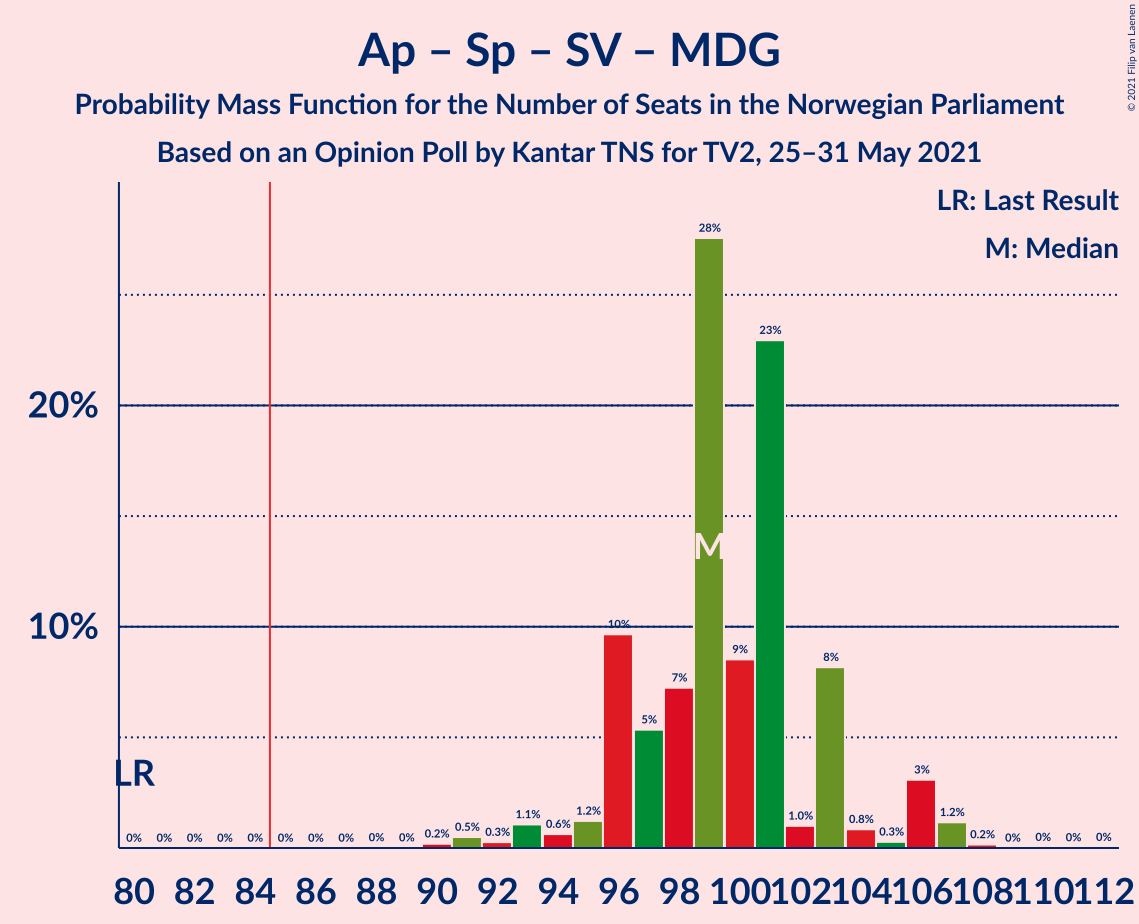 Ap – Sp – SV – MDG
Probability Mass Function for the Number of Seats in the Norwegian Parliament
Based on an Opinion Poll by Kantar TNS for TV2, 25–31 May 2021
© 2021 Filip van Laenen
LR: Last Result
M: Median
28%
23%
20%
M
10%
10%
9%
8%
7%
5%
LR
3%
0% 0% 0% 0% 0% 0% 0% 0% 0% 0% 0.2% 0.5% 0.3% 1.1% 0.6% 1.2% 1.0% 0.8% 0.3% 1.2% 0.2% 0% 0% 0% 0%
80 82 84 86 88 90 92 94 96 98 100 102 104 106 108 110 112